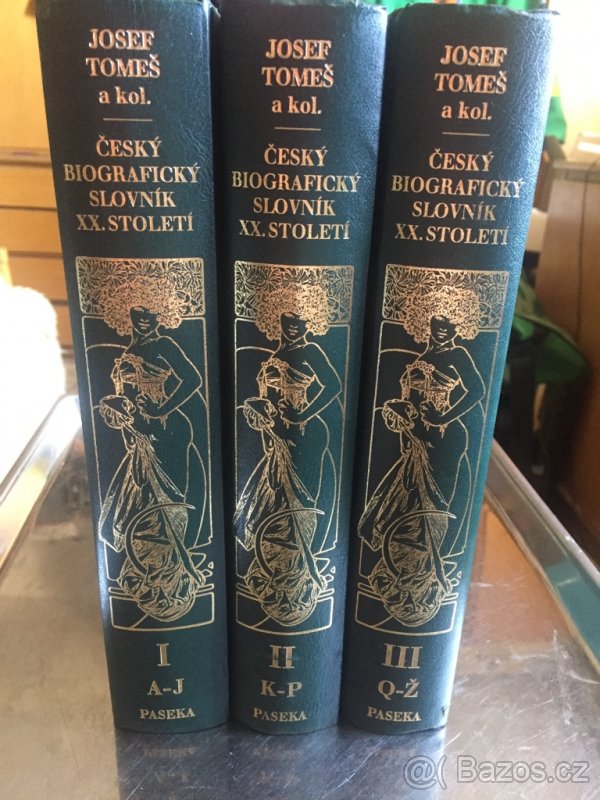 JOSEF
TOMEŠ
a kol.
ČESKÝ
BIOGRAFICKÝ
SLOVNÍK
XX. STOLETÍ
I
A-J
PASEKA
JOSEF
TOMEŠ
a kol.
ČESKÝ
BIOGRAFICKÝ
SLOVNÍK
XX. STOLETÍ
II
K-P
PASEKA
JOSEF
TOMEŠ
a kol.
ČESKÝ
BIOGRAFICKÝ
SLOVNÍK
XX. STOLETÍ
III
Q-Ž
PASEKA
Bazos.cz